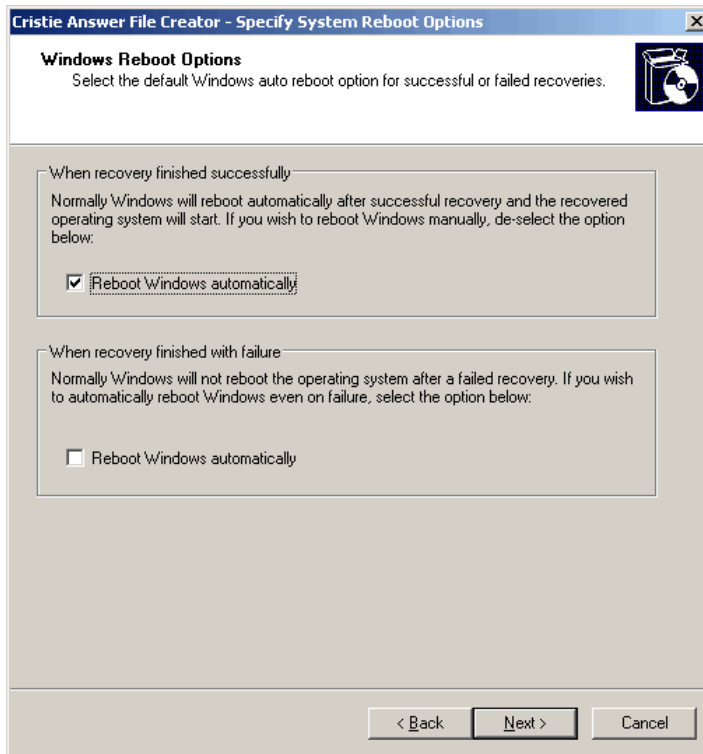 Cristie Answer File Creator - Specify System Reboot Options
Windows Reboot Options
Select the default Windows auto reboot option for successful or failed recoveries.
When recovery finished successfully
Normally Windows will reboot automatically after successful recovery and the recovered
operating system will start. If you wish to reboot Windows manually, de-select the option
below:
Reboot Windows automatically
When recovery finished with failure
Normally Windows will not reboot the operating system after a failed recovery. If you wish
to automatically reboot Windows even on failure, select the option below:
Reboot Windows automatically
< Back
Next >
Cancel